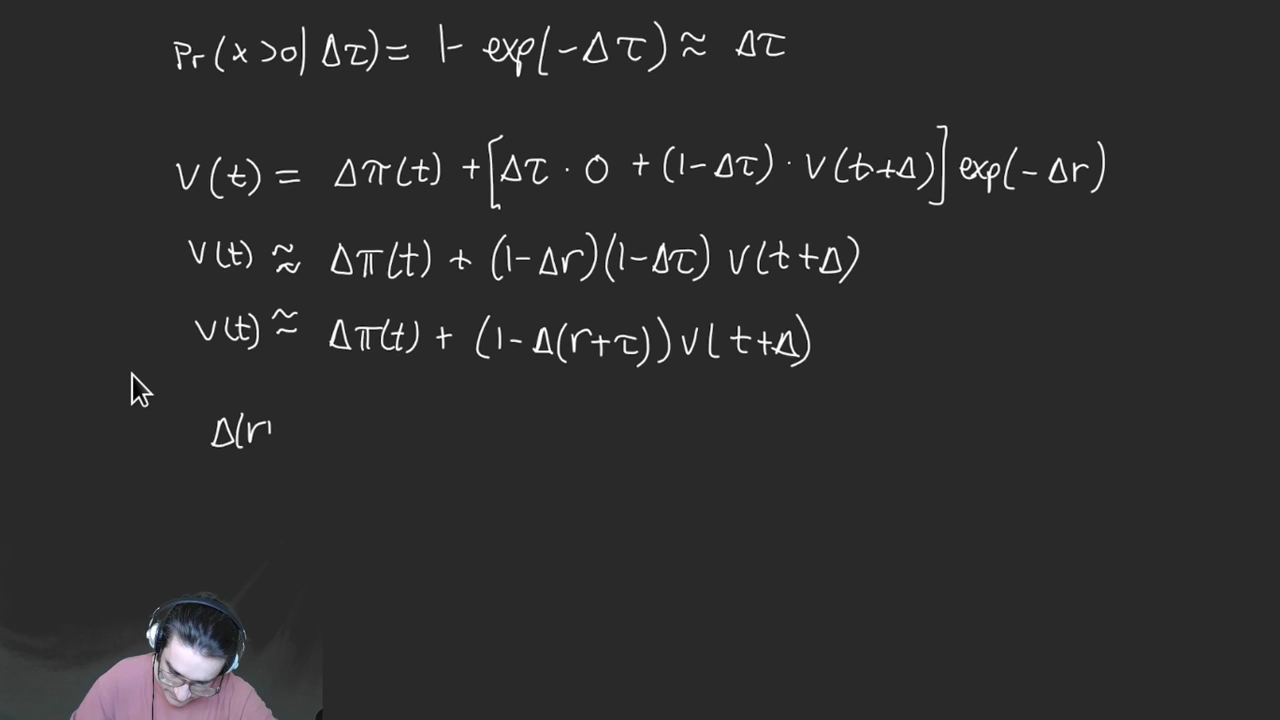 Pr(x>0|Δτ) = 1 - exp(-Δτ) ≈ Δτ
V(t) = Δπ(t) + [Δτ · 0 + (1-Δτ) · V(t+Δ)] exp(-Δr)
V(t) ≈ Δπ(t) + (1-Δr)(1-Δτ) V(t+Δ)
V(t) ≈ Δπ(t) + (1-Δ(r+τ)) V(t+Δ)
Δ(r